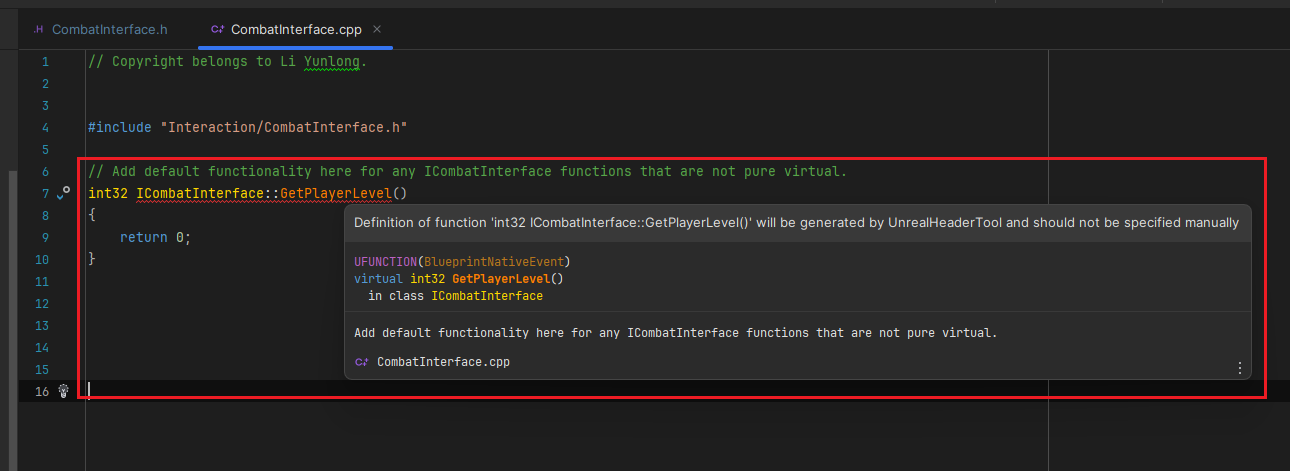 CombatInterface.h
CombatInterface.cpp
1 // Copyright belongs to Li Yunlong.
2
3
4 #include "Interaction/CombatInterface.h"
5
6 // Add default functionality here for any ICombatInterface functions that are not pure virtual.
7 int32 ICombatInterface::GetPlayerLevel()
8 {
9 return 0;
10 }
11
12
13
14
15
16
Definition of function 'int32 ICombatInterface::GetPlayerLevel()' will be generated by UnrealHeaderTool and should not be specified manually
UFUNCTION(BlueprintNativeEvent)
virtual int32 GetPlayerLevel()
in class ICombatInterface
Add default functionality here for any ICombatInterface functions that are not pure virtual.
C++ CombatInterface.cpp